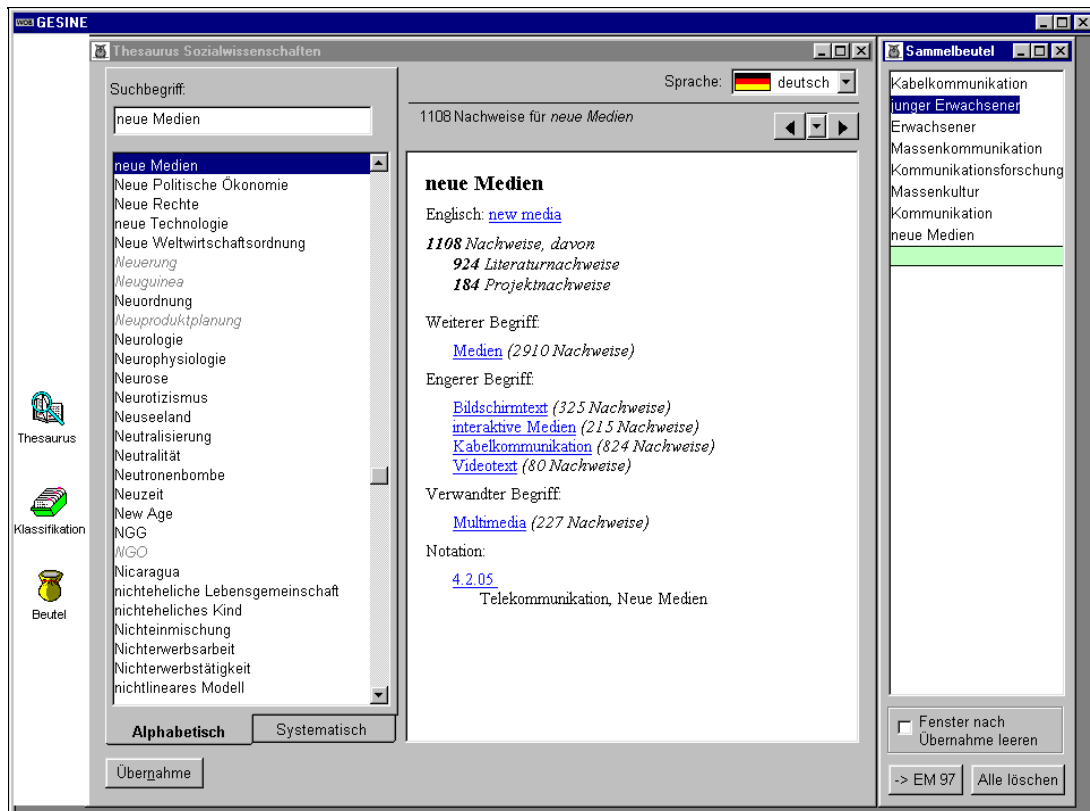 WOB GESINE
Thesaurus
Klassifikation
Beutel
Thesaurus Sozialwissenschaften
Suchbegriff:
neue Medien
neue Medien
Neue Politische Ökonomie
Neue Rechte
neue Technologie
Neue Weltwirtschaftsordnung
Neuerung
Neuguinea
Neuordnung
Neuproduktplanung
Neurologie
Neurophysiologie
Neurose
Neurotizismus
Neuseeland
Neutralisierung
Neutralität
Neutronenbombe
Neuzeit
New Age
NGG
NGO
Nicaragua
nichteheliche Lebensgemeinschaft
nichteheliches Kind
Nichteinmischung
Nichterwerbsarbeit
Nichterwerbstätigkeit
nichtlineares Modell
Alphabetisch
Systematisch
Übernahme
Sprache: deutsch
1108 Nachweise für neue Medien
neue Medien
Englisch: new media
1108 Nachweise, davon
924 Literaturnachweise
184 Projektnachweise
Weiterer Begriff:
Medien (2910 Nachweise)
Engerer Begriff:
Bildschirmtext (325 Nachweise)
interaktive Medien (215 Nachweise)
Kabelkommunikation (824 Nachweise)
Videotext (80 Nachweise)
Verwandter Begriff:
Multimedia (227 Nachweise)
Notation:
4.2.05
Telekommunikation, Neue Medien
Sammelbeutel
Kabelkommunikation
junger Erwachsener
Erwachsener
Massenkommunikation
Kommunikationsforschung
Massenkultur
Kommunikation
neue Medien
Fenster nach
Übernahme leeren
-> EM 97
Alle löschen